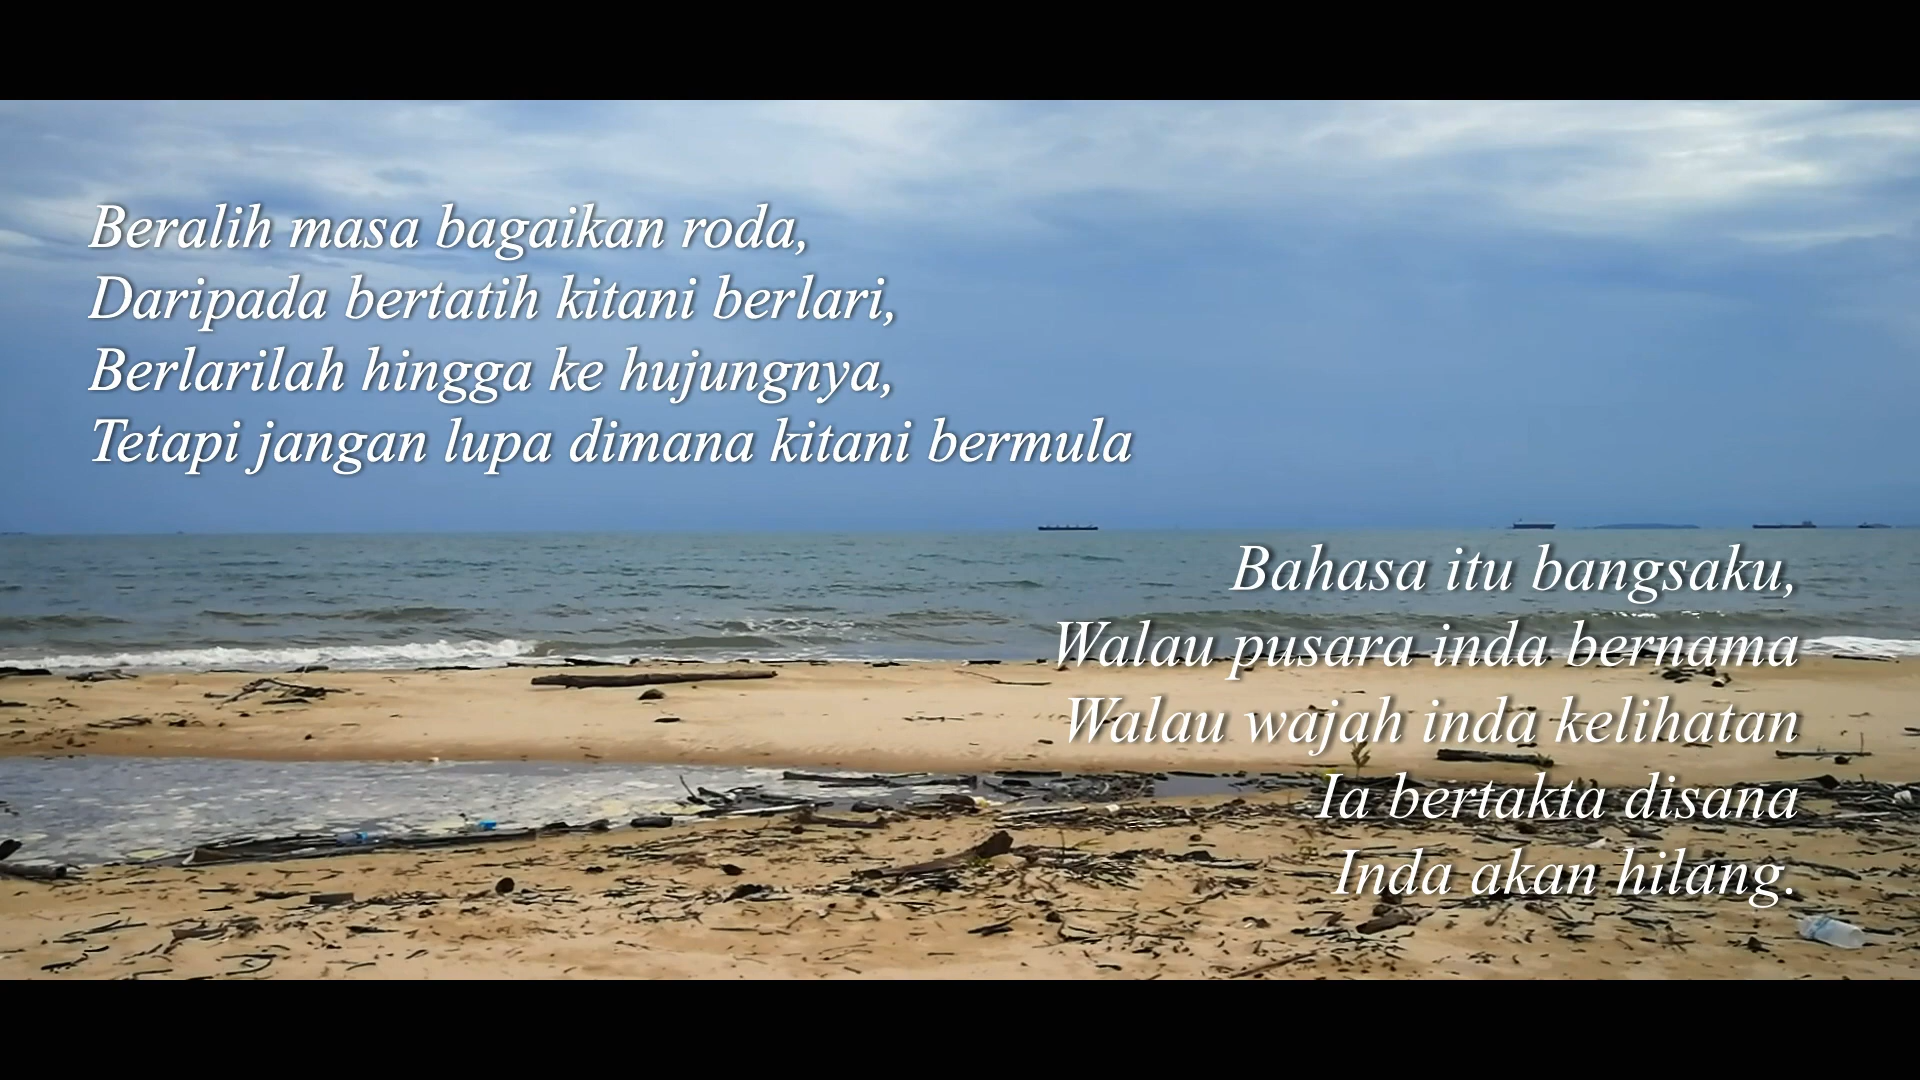 Beralih masa bagaikan roda,
Daripada bertatih kitani berlari,
Berlarilah hingga ke hujungnya,
Tetapi jangan lupa dimana kitani bermula
Bahasa itu bangsaku,
Walau pusara inda bernama
Walau wajah inda kelihatan
Ia bertakta disana
Inda akan hilang.